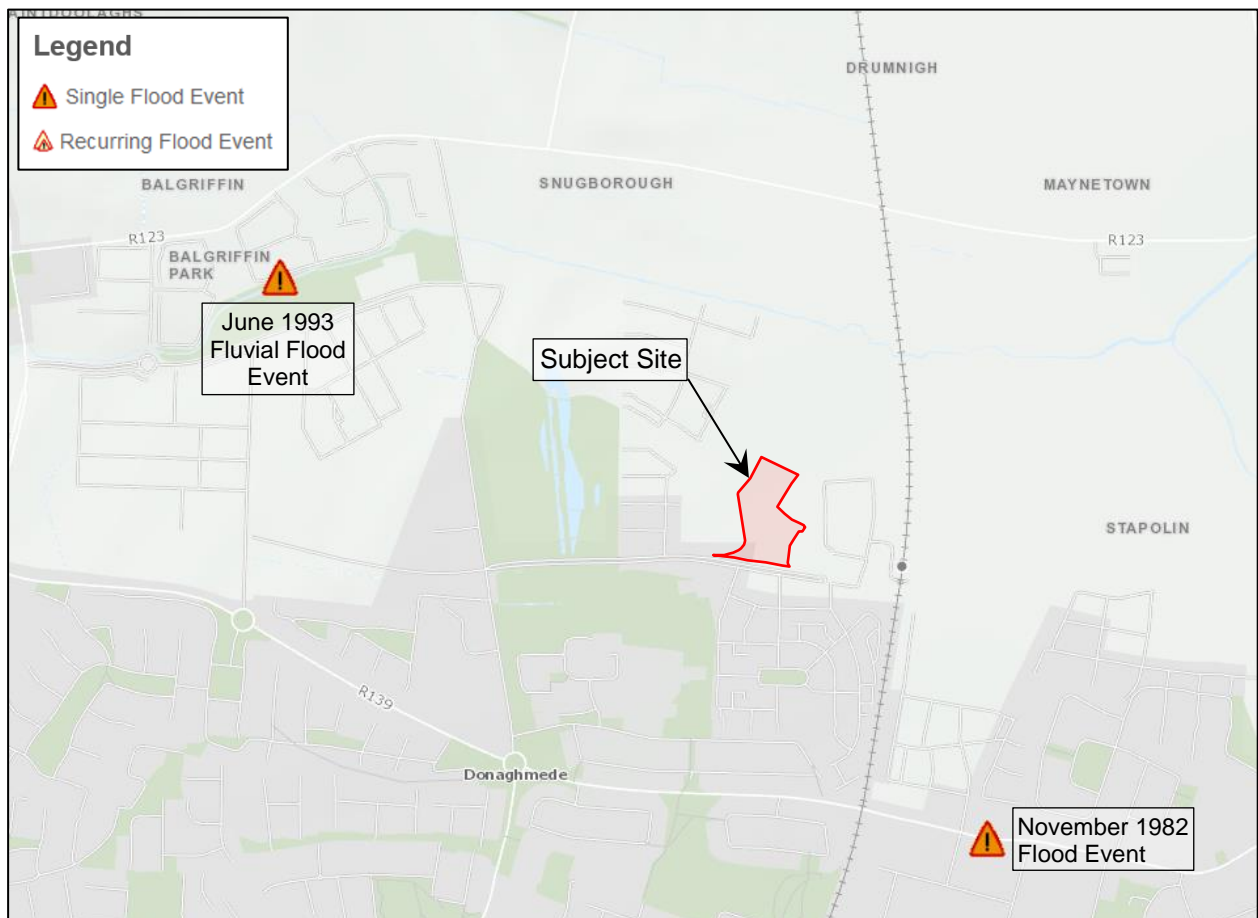 Legend
Single Flood Event
Recurring Flood Event
DRUMNIGH
BALGRIFFIN
SNUGBOROUGH
MAYNETOWN
R123
R123
BALGRIFFIN
PARK
June 1993
Fluvial Flood
Event
Subject Site
STAPOLIN
R139
Donaghmede
November 1982
Flood Event